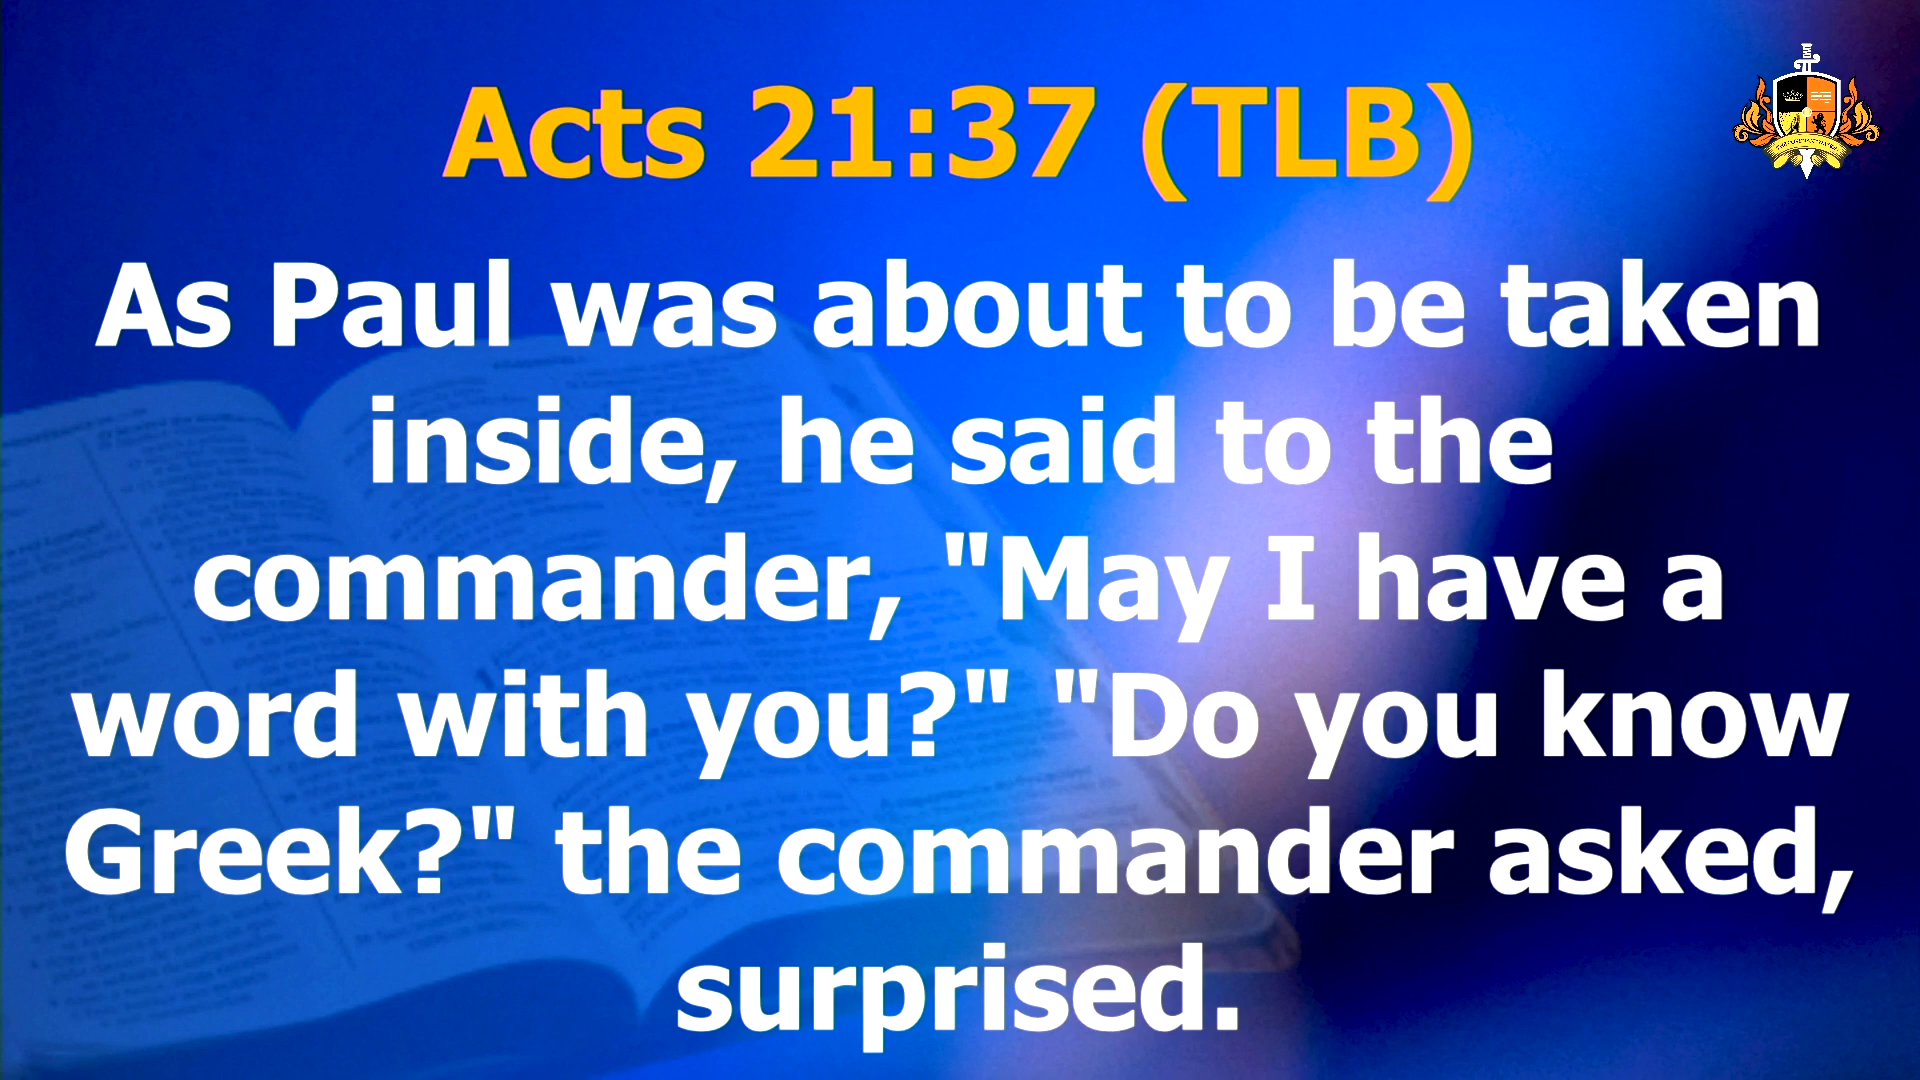 Acts 21:37 (TLB)
As Paul was about to be taken
inside, he said to the
commander, "May I have a
word with you?" "Do you know
Greek?" the commander asked,
surprised.